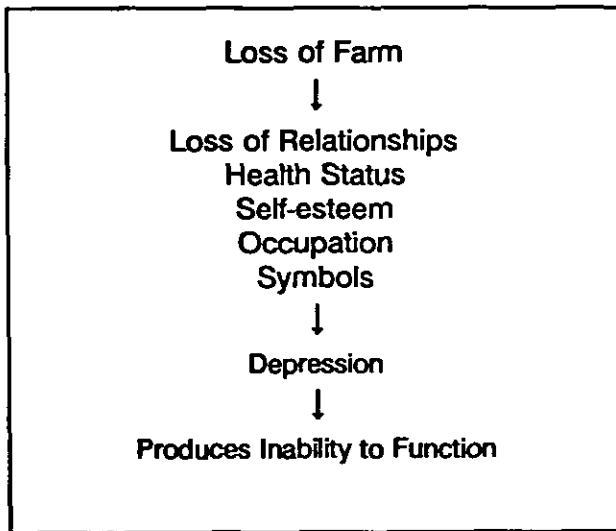 Loss of Farm
↓
Loss of Relationships
Health Status
Self-esteem
Occupation
Symbols
↓
Depression
↓
Produces Inability to Function